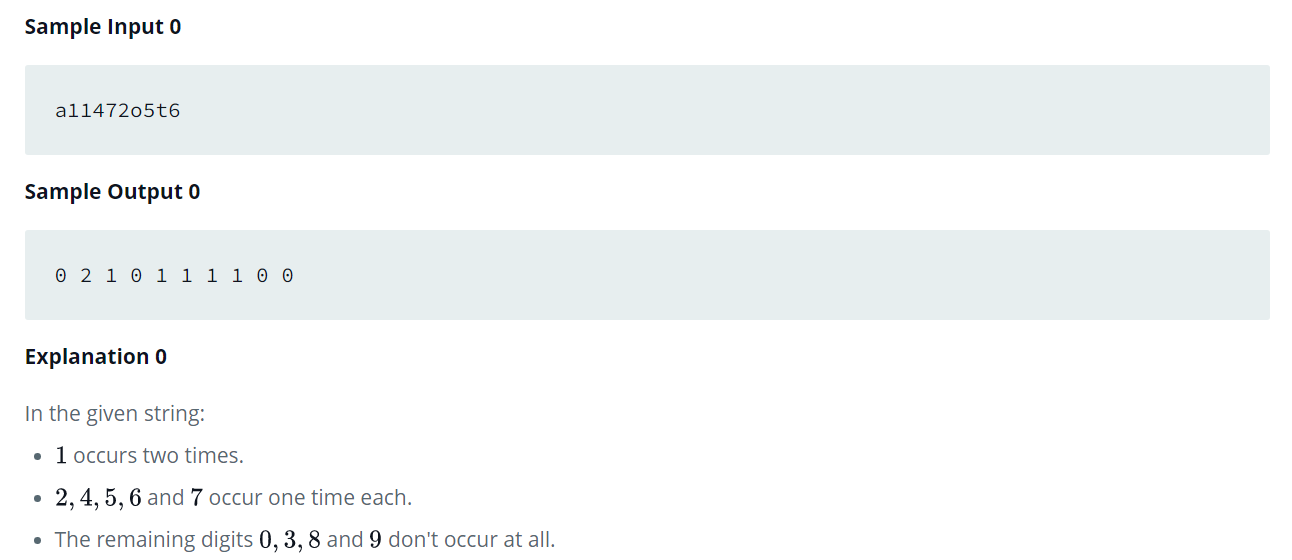 Sample Input 0
a11472o5t6
Sample Output 0
0 2 1 0 1 1 1 1 0 0
Explanation 0
In the given string:
• 1 occurs two times.
• 2, 4, 5, 6 and 7 occur one time each.
• The remaining digits 0, 3, 8 and 9 don't occur at all.